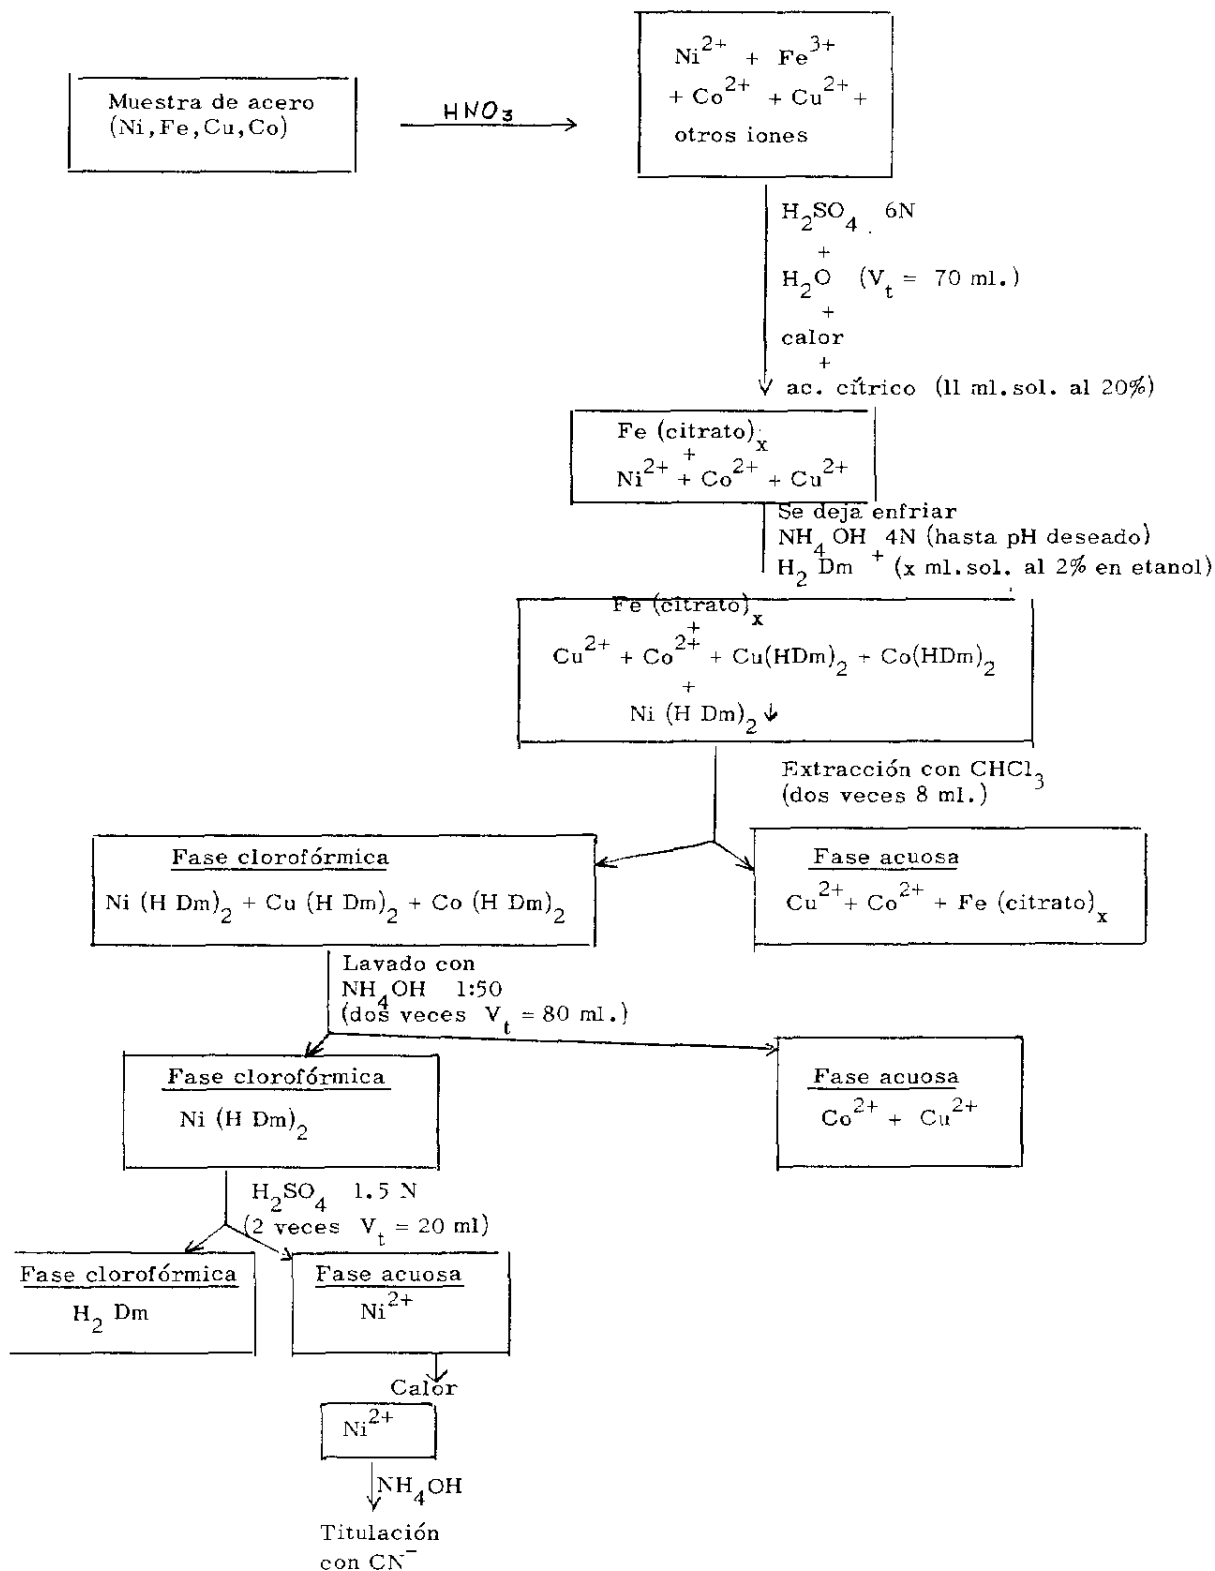 Muestra de acero
(Ni,Fe,Cu,Co)
HNO3
Ni2+ + Fe3+
+ Co2+ + Cu2+ +
otros iones
H2SO4 6N
+
H2O (Vt = 70 ml.)
+
calor
+
ac. cítrico (11 ml.sol. al 20%)
Fe (citrato)x
+
Ni2+ + Co2+ + Cu2+
Se deja enfriar
NH4OH 4N (hasta pH deseado)
+
H2 Dm (x ml.sol. al 2% en etanol)
Fe (citrato)x
+
Cu2+ + Co2+ + Cu(HDm)2 + Co(HDm)2
+
Ni (H Dm)2 ↓
Extracción con CHCl3
(dos veces 8 ml.)
Fase clorofórmica
Ni (H Dm)2 + Cu (H Dm)2 + Co (H Dm)2
Fase acuosa
Cu2+ + Co2+ + Fe (citrato)x
Lavado con
NH4OH 1:50
(dos veces Vt = 80 ml.)
Fase clorofórmica
Ni (H Dm)2
Fase acuosa
Co2+ + Cu2+
H2SO4 1.5 N
(2 veces Vt = 20 ml)
Fase clorofórmica
H2 Dm
Fase acuosa
Ni2+
Calor
Ni2+
NH4OH
Titulación
con CN-